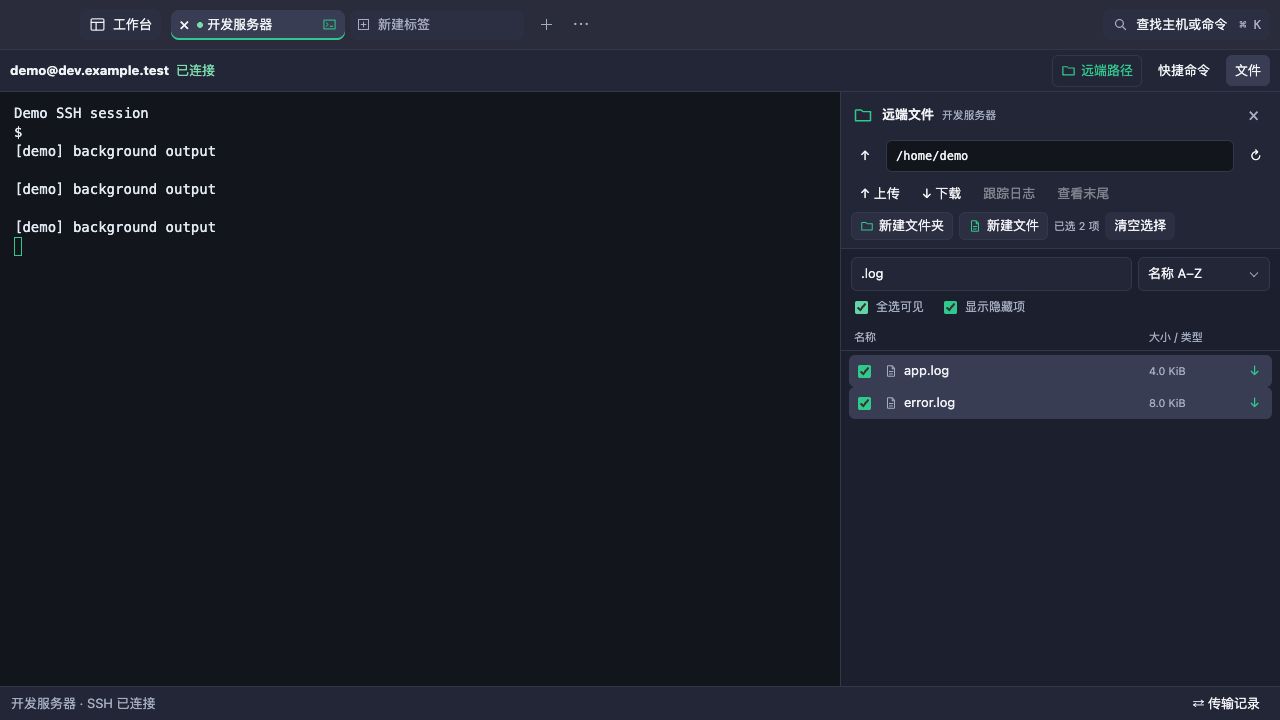 工作台 开发服务器 新建标签 查找主机或命令 ⌘ K
demo@dev.example.test 已连接 远端路径 快捷命令 文件
Demo SSH session
$
[demo] background output
[demo] background output
[demo] background output
远端文件 开发服务器
/home/demo
上传 下载 跟踪日志 查看末尾
新建文件夹 新建文件 已选 2 项 清空选择
.log 名称 A–Z
全选可见 显示隐藏项
名称 大小 / 类型
app.log 4.0 KiB
error.log 8.0 KiB
开发服务器 · SSH 已连接 传输记录